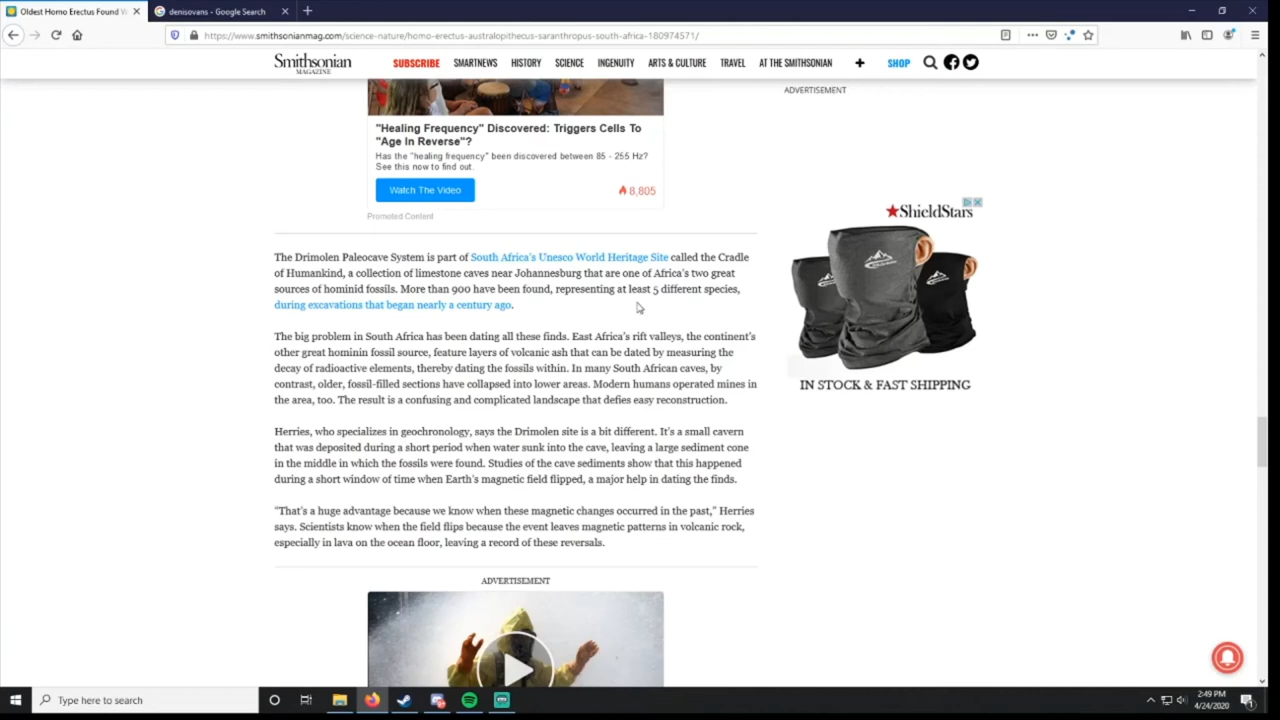 Oldest Homo Erectus Found
denisovans - Google Search
https://www.smithsonianmag.com/science-nature/homo-erectus-australopithecus-saranthropus-south-africa-180974571/
Smithsonian
MAGAZINE
SUBSCRIBE SMARTNEWS HISTORY SCIENCE INGENUITY ARTS & CULTURE TRAVEL AT THE SMITHSONIAN SHOP
ADVERTISEMENT
"Healing Frequency" Discovered: Triggers Cells To
"Age In Reverse"?
Has the "healing frequency" been discovered between 85 - 255 Hz?
See this now to find out.
Watch The Video
8,805
Promoted Content
ShieldStars
IN STOCK & FAST SHIPPING
The Drimolen Paleocave System is part of South Africa's Unesco World Heritage Site called the Cradle
of Humankind, a collection of limestone caves near Johannesburg that are one of Africa's two great
sources of hominid fossils. More than 900 have been found, representing at least 5 different species,
during excavations that began nearly a century ago.
The big problem in South Africa has been dating all these finds. East Africa's rift valleys, the continent's
other great hominin fossil source, feature layers of volcanic ash that can be dated by measuring the
decay of radioactive elements, thereby dating the fossils within. In many South African caves, by
contrast, older, fossil-filled sections have collapsed into lower areas. Modern humans operated mines in
the area, too. The result is a confusing and complicated landscape that defies easy reconstruction.
Herries, who specializes in geochronology, says the Drimolen site is a bit different. It's a small cavern
that was deposited during a short period when water sunk into the cave, leaving a large sediment cone
in the middle in which the fossils were found. Studies of the cave sediments show that this happened
during a short window of time when Earth's magnetic field flipped, a major help in dating the finds.
"That's a huge advantage because we know when these magnetic changes occurred in the past," Herries
says. Scientists know when the field flips because the event leaves magnetic patterns in volcanic rock,
especially in lava on the ocean floor, leaving a record of these reversals.
ADVERTISEMENT
Type here to search
2:49 PM
4/24/2020